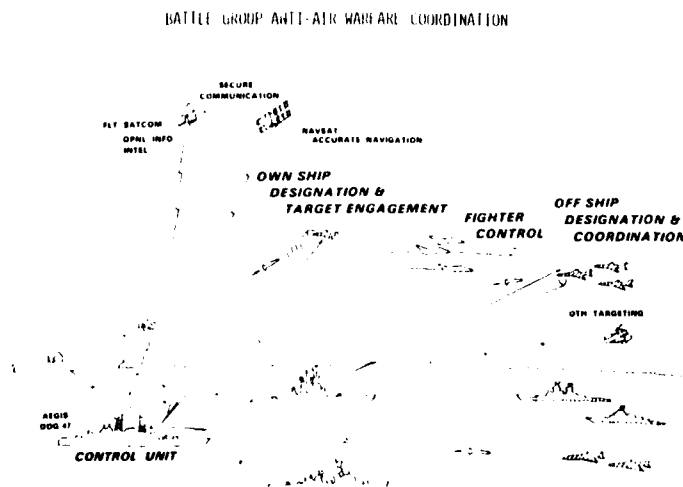 BATTLE GROUP ANTI-AIR WARFARE COORDINATION
SECURE
COMMUNICATION
FLT SATCOM
OPNL INFO
INTEL
NAVSAT
ACCURATE NAVIGATION
OWN SHIP
DESIGNATION &
TARGET ENGAGEMENT
FIGHTER
CONTROL
OFF SHIP
DESIGNATION &
COORDINATION
OTH TARGETING
AEGIS
DDG 47
CONTROL UNIT